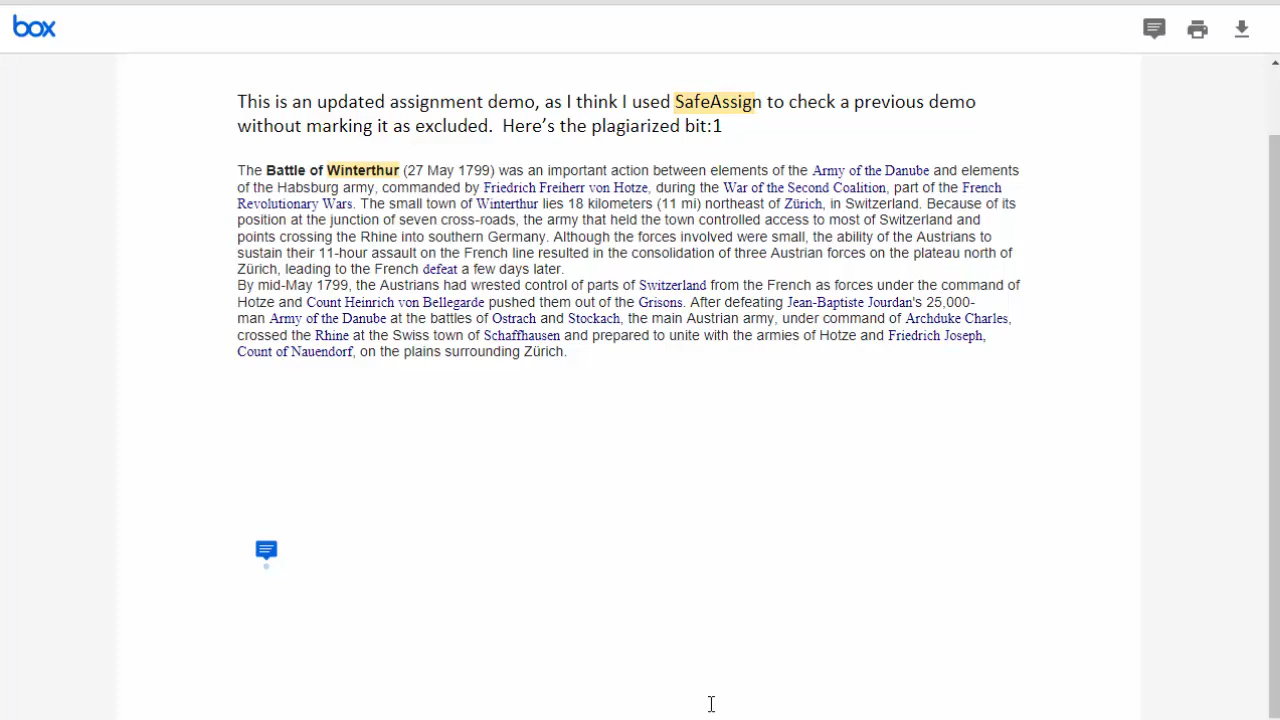 box
This is an updated assignment demo, as I think I used SafeAssign to check a previous demo
without marking it as excluded.  Here’s the plagiarized bit:1
The Battle of Winterthur (27 May 1799) was an important action between elements of the Army of the Danube and elements
of the Habsburg army, commanded by Friedrich Freiherr von Hotze, during the War of the Second Coalition, part of the French
Revolutionary Wars. The small town of Winterthur lies 18 kilometers (11 mi) northeast of Zürich, in Switzerland. Because of its
position at the junction of seven cross-roads, the army that held the town controlled access to most of Switzerland and
points crossing the Rhine into southern Germany. Although the forces involved were small, the ability of the Austrians to
sustain their 11-hour assault on the French line resulted in the consolidation of three Austrian forces on the plateau north of
Zürich, leading to the French defeat a few days later.
By mid-May 1799, the Austrians had wrested control of parts of Switzerland from the French as forces under the command of
Hotze and Count Heinrich von Bellegarde pushed them out of the Grisons. After defeating Jean-Baptiste Jourdan's 25,000-
man Army of the Danube at the battles of Ostrach and Stockach, the main Austrian army, under command of Archduke Charles,
crossed the Rhine at the Swiss town of Schaffhausen and prepared to unite with the armies of Hotze and Friedrich Joseph,
Count of Nauendorf, on the plains surrounding Zürich.